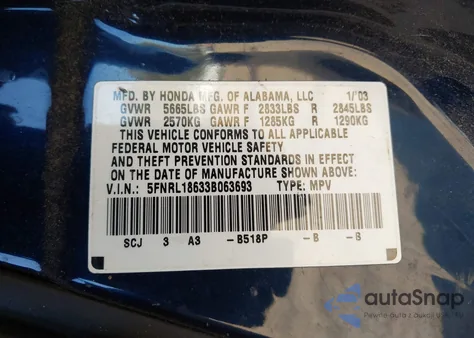 MFD. BY HONDA MFG. OF ALABAMA, LLC 1/03
GVWR 5665LBS GAWR F 2833LBS R 2845LBS
GVWR 2570KG GAWR F 1285KG R 1290KG
THIS VEHICLE CONFORMS TO ALL APPLICABLE
FEDERAL MOTOR VEHICLE SAFETY
AND THEFT PREVENTION STANDARDS IN EFFECT
ON THE DATE OF MANUFACTURE SHOWN ABOVE.
V.I.N.: 5FNRL18633B063693 TYPE: MPV
SCJ 3 A3 -B518P -B -B
autoSnap